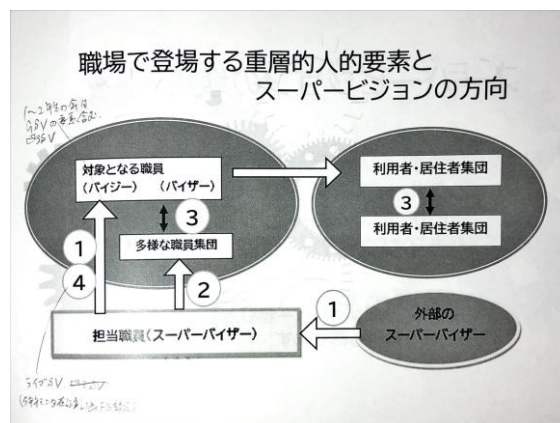 職場で登場する重層的人的要素と
スーパービジョンの方向
対象となる職員
（バイジー）　（バイザー）
利用者・居住者集団
③
③
利用者・居住者集団
多様な職員集団
①
④
②
①
担当職員（スーパーバイザー）
外部の
スーパーバイザー
ライブSV